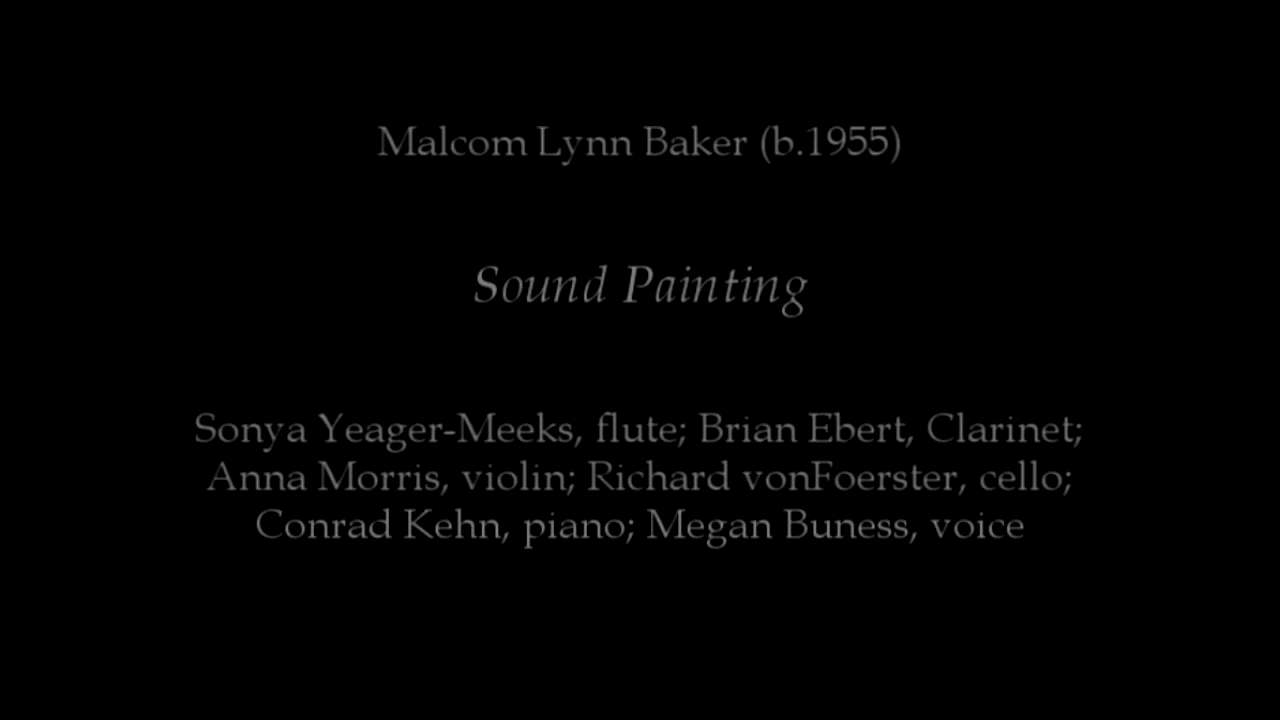 Malcom Lynn Baker (b.1955)
Sound Painting
Sonya Yeager-Meeks, flute; Brian Ebert, Clarinet;
Anna Morris, violin; Richard vonFoerster, cello;
Conrad Kehn, piano; Megan Buness, voice